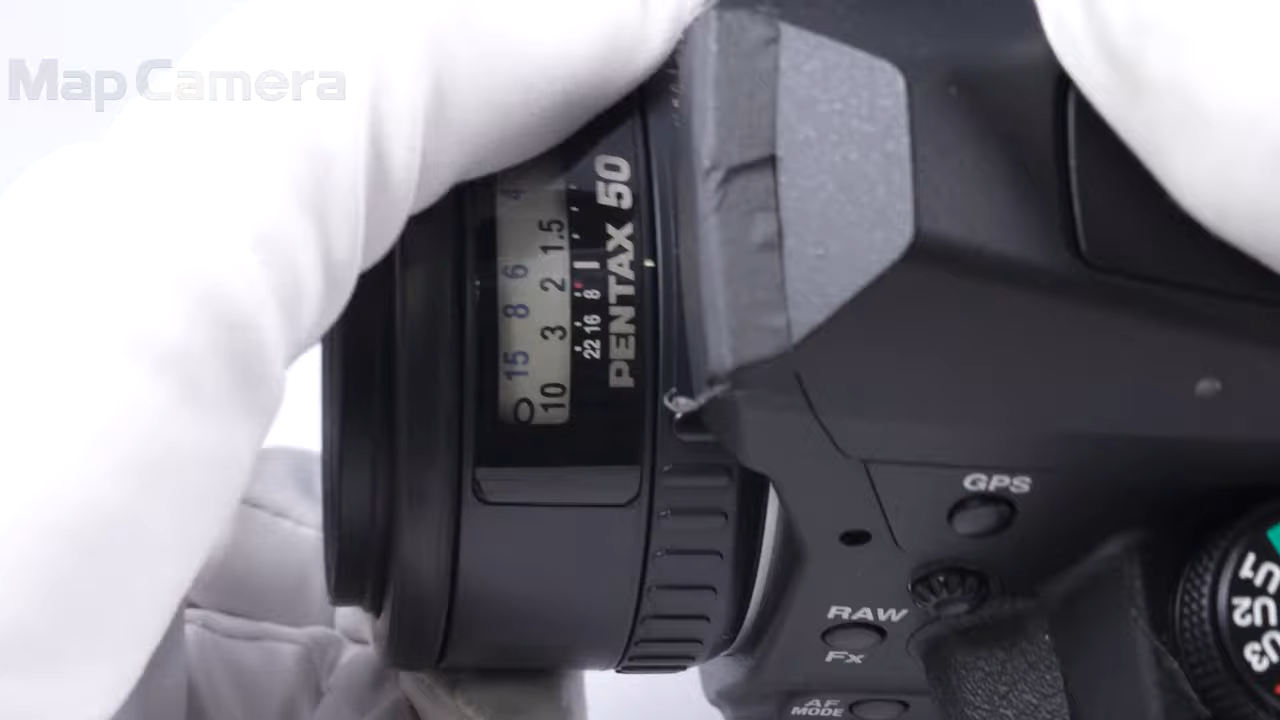 Map Camera
PENTAX 50
4 6 8 15
1.5 2 3 10
8 16 22
GPS
RAW
Fx
AF
MODE
U1
U2
U3